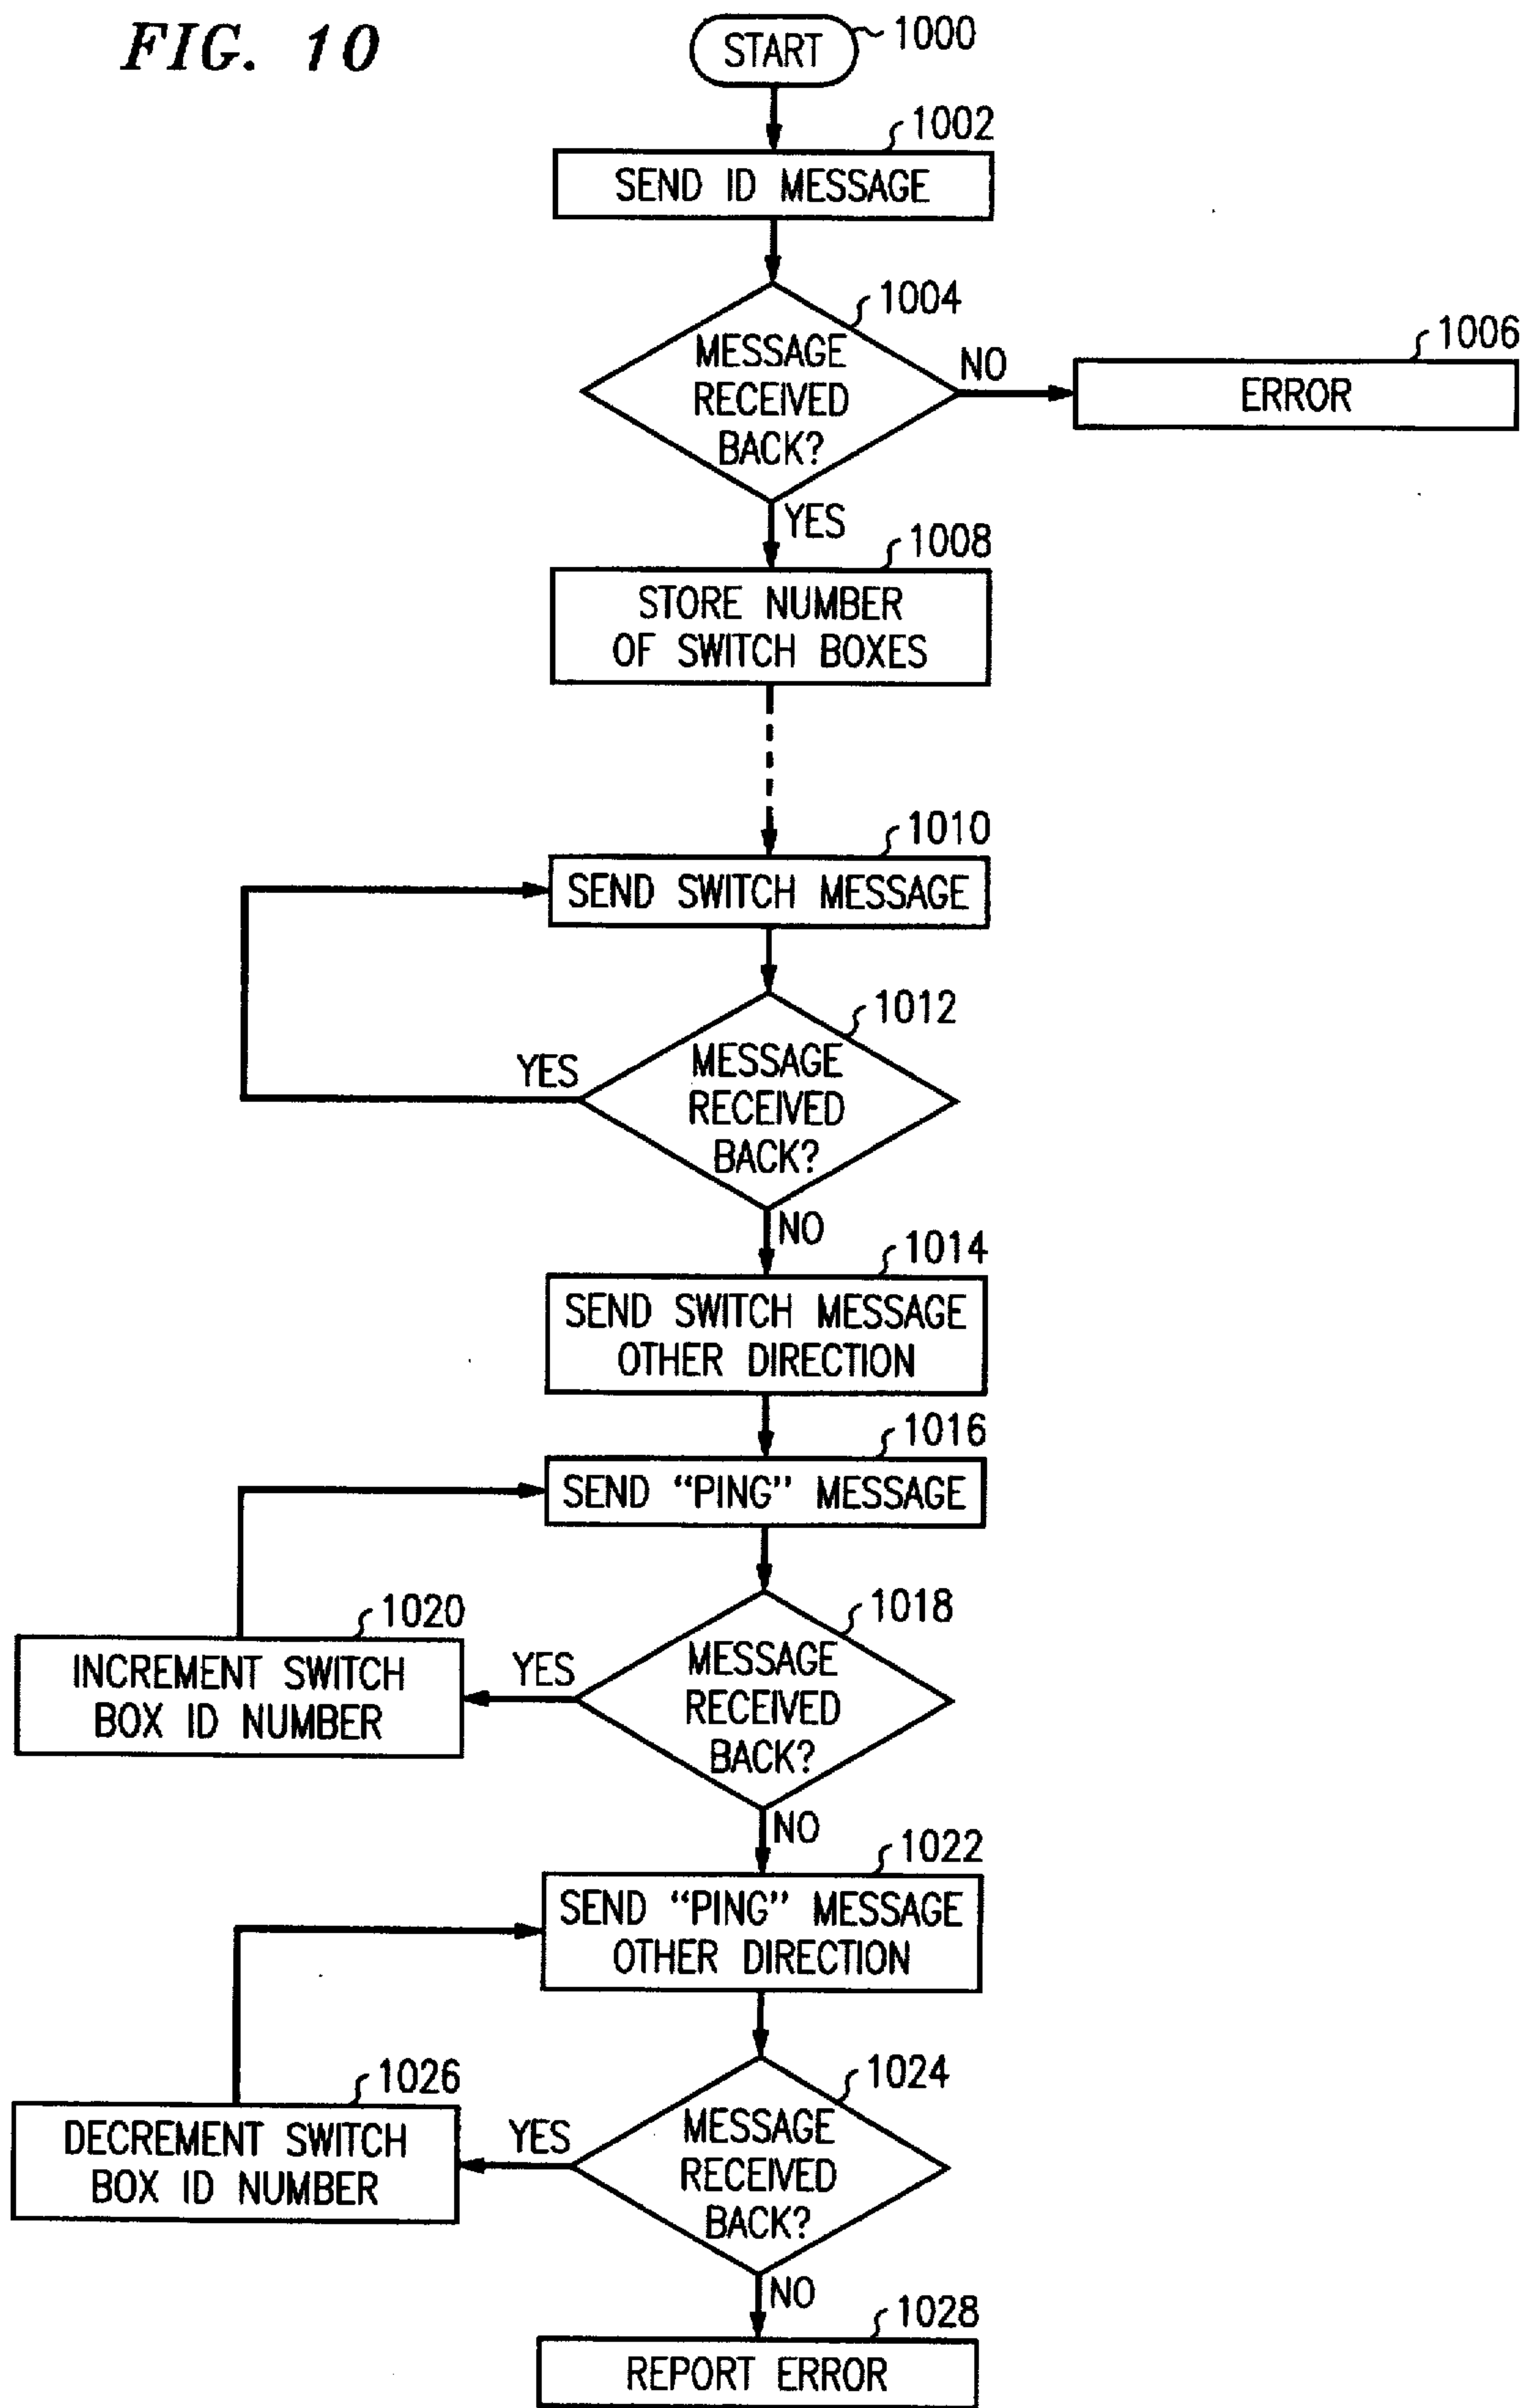 FIG. 10
START
1000
1002
SEND ID MESSAGE
1004
MESSAGE
RECEIVED
BACK?
NO
1006
ERROR
YES
1008
STORE NUMBER
OF SWITCH BOXES
1010
SEND SWITCH MESSAGE
1012
YES
MESSAGE
RECEIVED
BACK?
NO
1014
SEND SWITCH MESSAGE
OTHER DIRECTION
1016
SEND “PING” MESSAGE
1018
1020
INCREMENT SWITCH
BOX ID NUMBER
YES
MESSAGE
RECEIVED
BACK?
NO
1022
SEND “PING” MESSAGE
OTHER DIRECTION
1024
1026
DECREMENT SWITCH
BOX ID NUMBER
YES
MESSAGE
RECEIVED
BACK?
NO
1028
REPORT ERROR